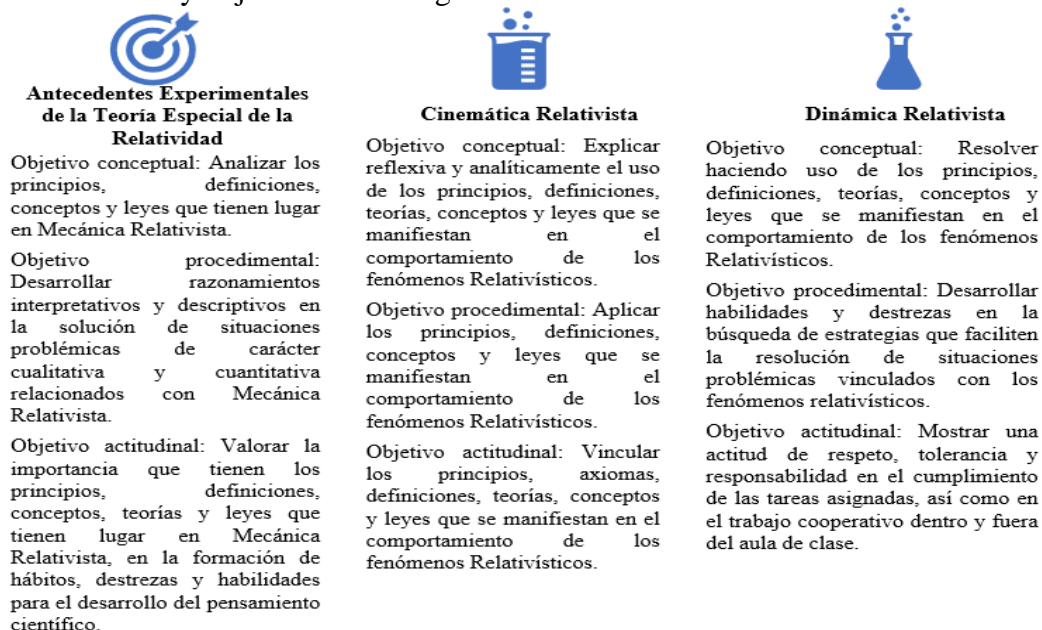 Antecedentes Experimentales
de la Teoría Especial de la
Relatividad
Objetivo conceptual: Analizar los
principios, definiciones,
conceptos y leyes que tienen lugar
en Mecánica Relativista.
Objetivo procedimental:
Desarrollar razonamientos
interpretativos y descriptivos en
la solución de situaciones
problémicas de carácter
cualitativa y cuantitativa
relacionados con Mecánica
Relativista.
Objetivo actitudinal: Valorar la
importancia que tienen los
principios, definiciones,
conceptos, teorías y leyes que
tienen lugar en Mecánica
Relativista, en la formación de
hábitos, destrezas y habilidades
para el desarrollo del pensamiento
científico.
Cinemática Relativista
Objetivo conceptual: Explicar
reflexiva y analíticamente el uso
de los principios, definiciones,
teorías, conceptos y leyes que se
manifiestan en el
comportamiento de los
fenómenos Relativísticos.
Objetivo procedimental: Aplicar
los principios, definiciones,
conceptos y leyes que se
manifiestan en el
comportamiento de los
fenómenos Relativísticos.
Objetivo actitudinal: Vincular
los principios, axiomas,
definiciones, teorías, conceptos
y leyes que se manifiestan en el
comportamiento de los
fenómenos Relativísticos.
Dinámica Relativista
Objetivo conceptual: Resolver
haciendo uso de los principios,
definiciones, teorías, conceptos y
leyes que se manifiestan en el
comportamiento de los fenómenos
Relativísticos.
Objetivo procedimental: Desarrollar
habilidades y destrezas en la
búsqueda de estrategias que faciliten
la resolución de situaciones
problémicas vinculados con los
fenómenos relativísticos.
Objetivo actitudinal: Mostrar una
actitud de respeto, tolerancia y
responsabilidad en el cumplimiento
de las tareas asignadas, así como en
el trabajo cooperativo dentro y fuera
del aula de clase.